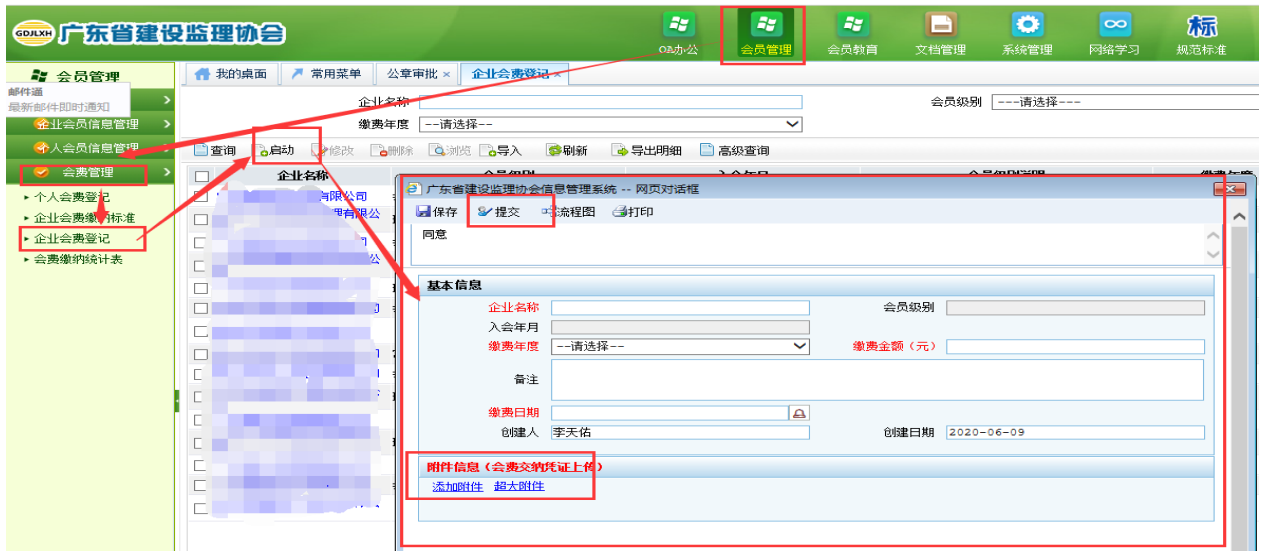 GDJLXH 广东省建设监理协会
OA办公 会员管理 会员教育 文档管理 系统管理 网络学习 规范标准
标
会员管理
我的桌面 常用菜单 公章审批 × 企业会费登记 ×
邮件通
最新邮件即时通知
企业名称 会员级别 ---请选择---
企业会员信息管理
缴费年度 --请选择--
个人会员信息管理
查询 启动 修改 删除 浏览 导入 刷新 导出明细 高级查询
会费管理
企业名称
个人会费登记
企业会费缴纳标准
企业会费登记
会费缴纳统计表
有限公司
理有限公
公
广东省建设监理协会信息管理系统 -- 网页对话框
保存 提交 流程图 打印
同意
基本信息
企业名称 会员级别
入会年月
缴费年度 --请选择-- 缴费金额（元）
备注
缴费日期
创建人 李天佑 创建日期 2020-06-09
附件信息（会费交纳凭证上传）
添加附件 超大附件